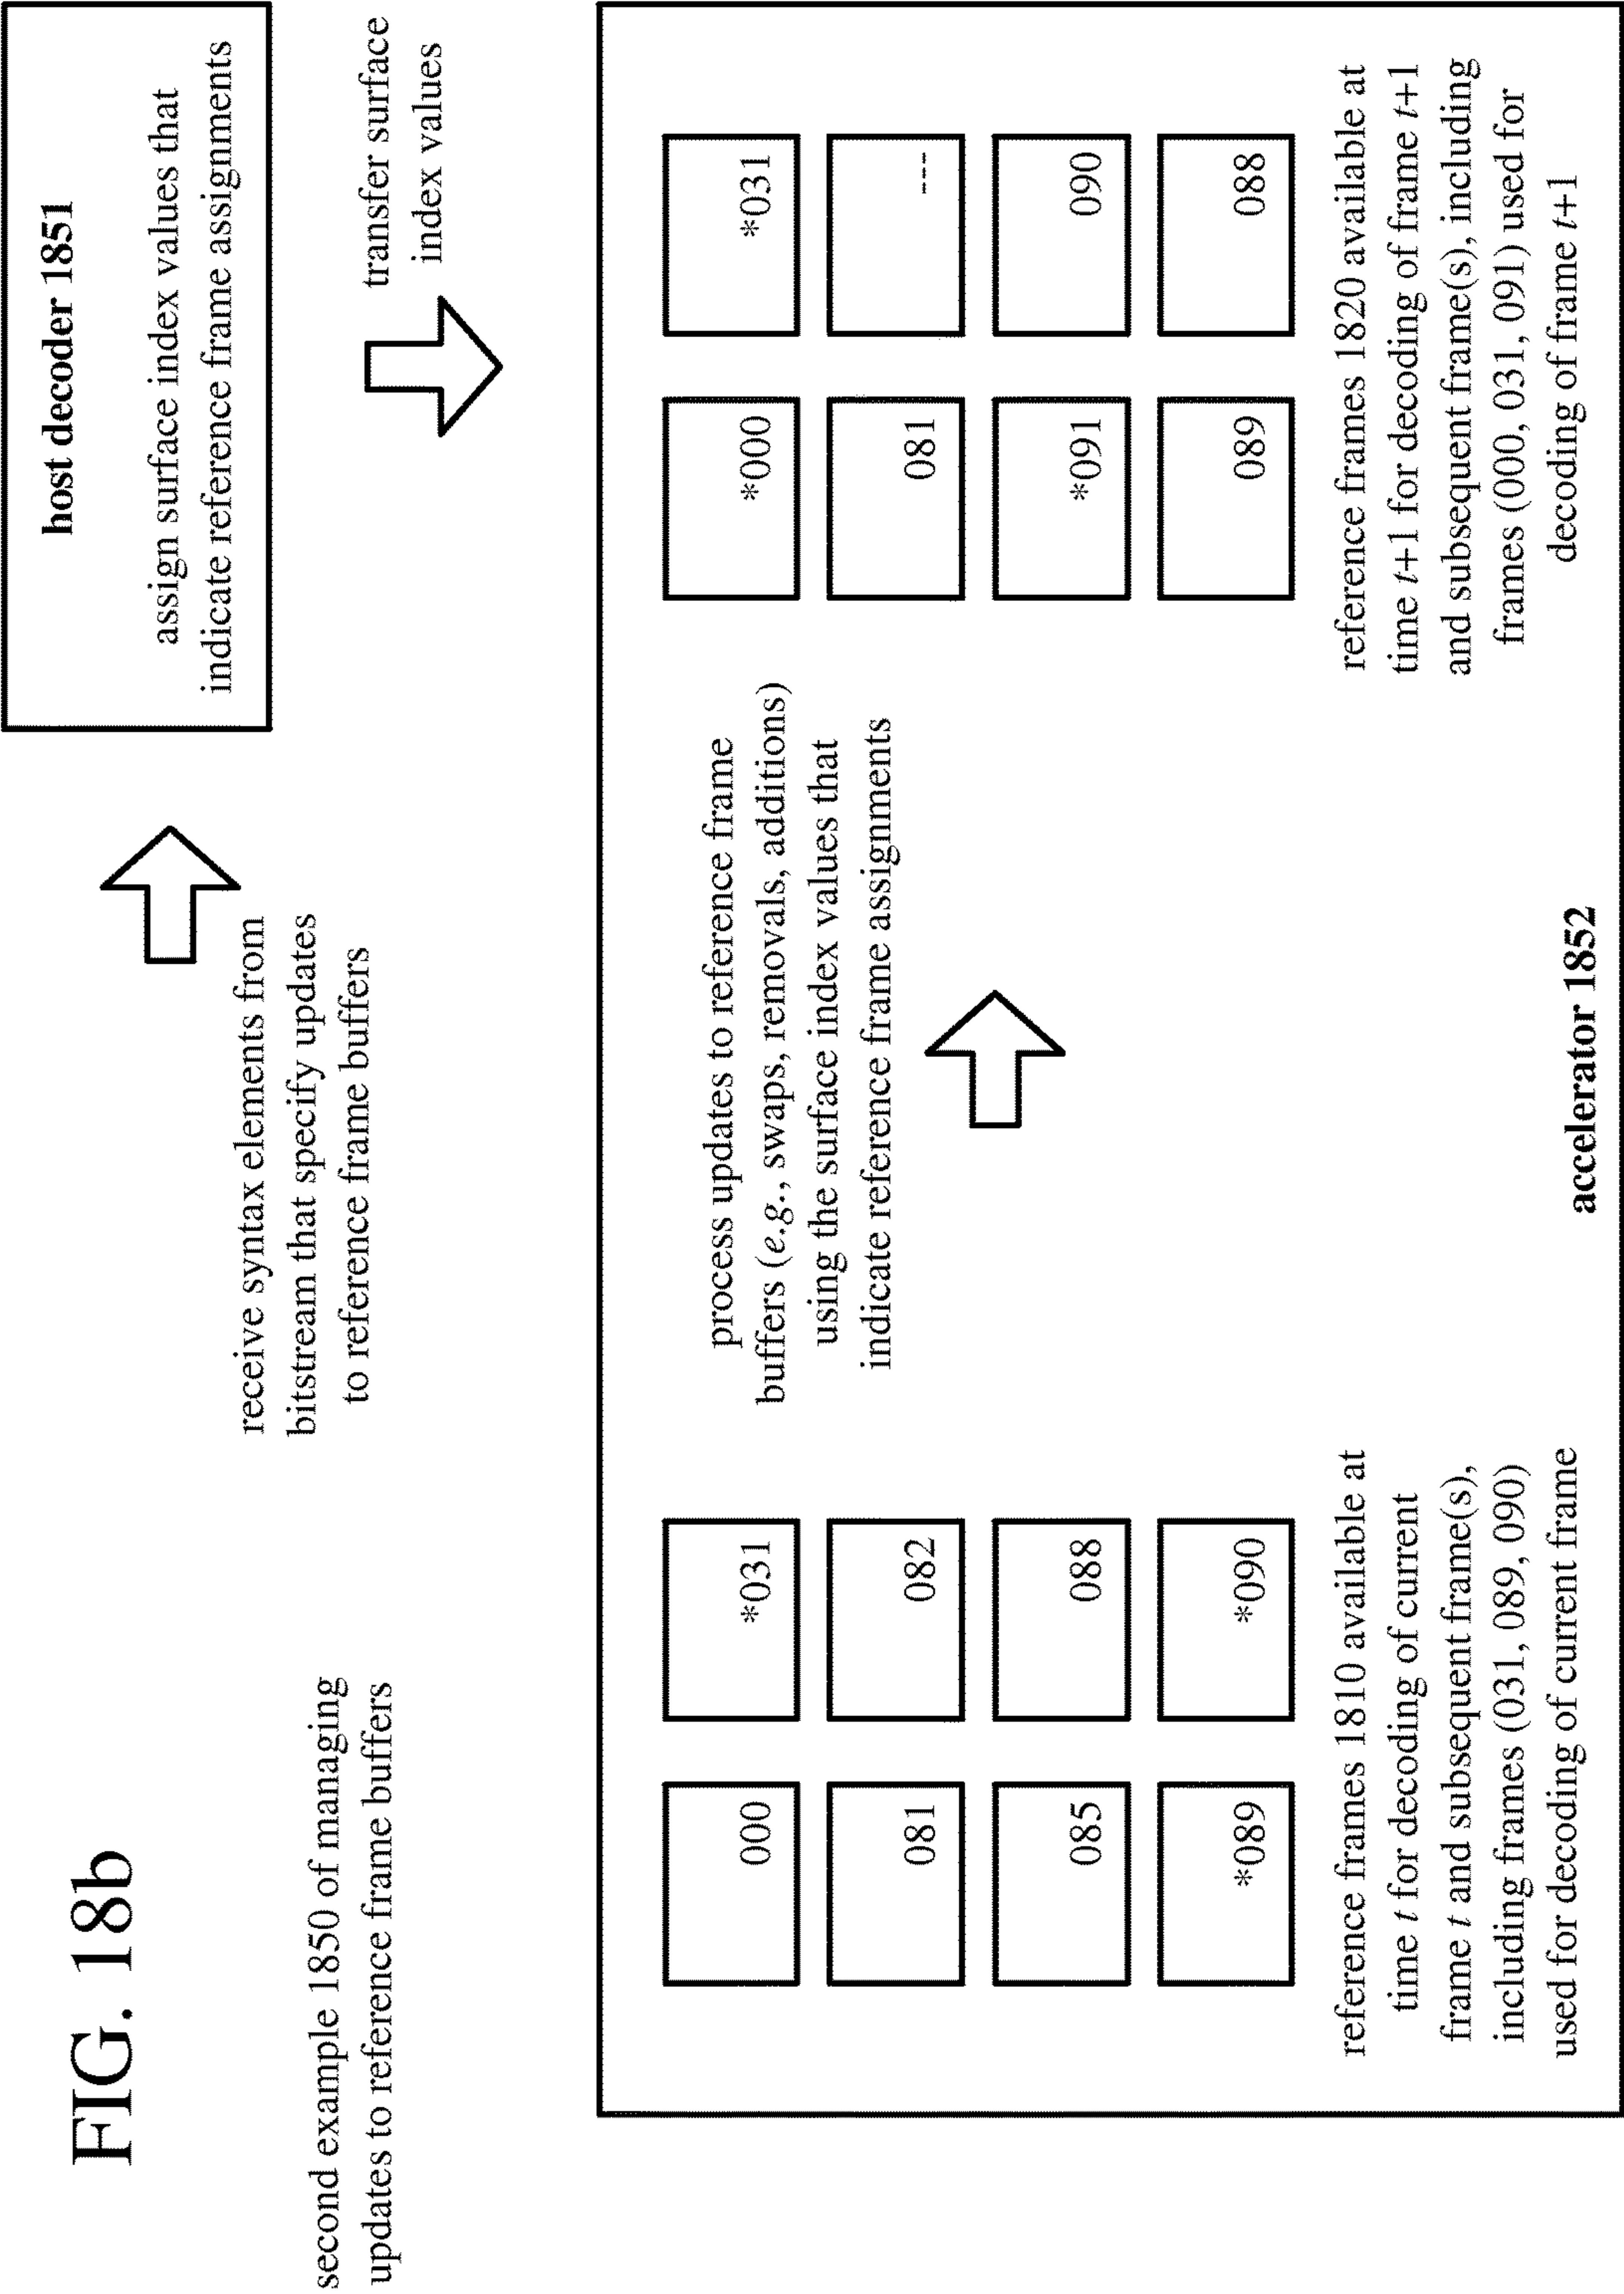 FIG. 18b
second example 1850 of managing
updates to reference frame buffers
receive syntax elements from
bitstream that specify updates
to reference frame buffers
host decoder 1851
assign surface index values that
indicate reference frame assignments
transfer surface
index values
000
*031
081
082
085
088
*089
*090
reference frames 1810 available at
time t for decoding of current
frame t and subsequent frame(s),
including frames (031, 089, 090)
used for decoding of current frame
process updates to reference frame
buffers (e.g., swaps, removals, additions)
using the surface index values that
indicate reference frame assignments
*000
*031
081
---
*091
090
089
088
reference frames 1820 available at
time t+1 for decoding of frame t+1
and subsequent frame(s), including
frames (000, 031, 091) used for
decoding of frame t+1
accelerator 1852